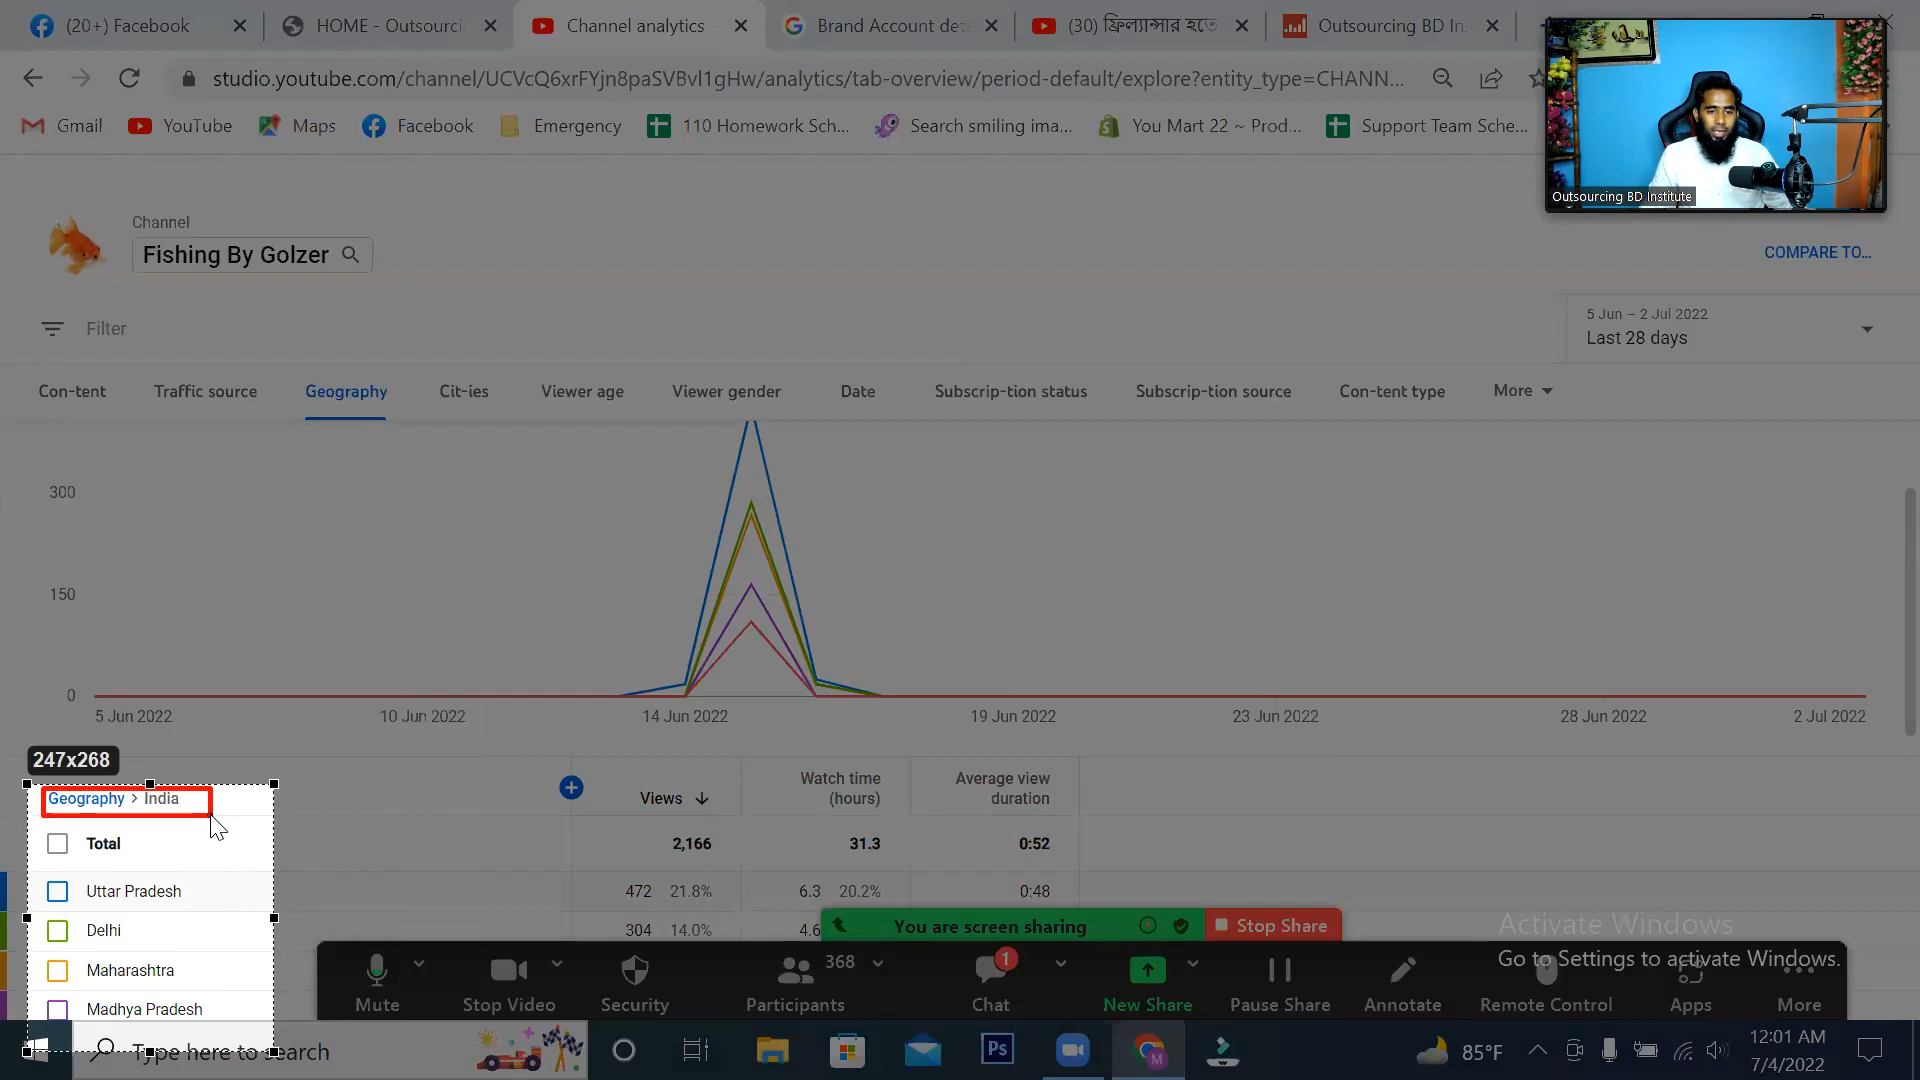 (20+) Facebook
HOME - Outsourci
Channel analytics
Brand Account deta
(30) ফ্রিল্যান্সার হতে
Outsourcing BD In
studio.youtube.com/channel/UCVcQ6xrFYjn8paSVBvl1gHw/analytics/tab-overview/period-default/explore?entity_type=CHANN...
Gmail
YouTube
Maps
Facebook
Emergency
110 Homework Sch...
Search smiling ima...
You Mart 22 ~ Prod...
Support Team Sche...
Outsourcing BD Institute
Channel
Fishing By Golzer
COMPARE TO...
Filter
5 Jun – 2 Jul 2022
Last 28 days
Con-tent
Traffic source
Geography
Cit-ies
Viewer age
Viewer gender
Date
Subscrip-tion status
Subscrip-tion source
Con-tent type
More
300
150
0
5 Jun 2022
10 Jun 2022
14 Jun 2022
19 Jun 2022
23 Jun 2022
28 Jun 2022
2 Jul 2022
247x268
Geography > India
Views
Watch time
(hours)
Average view
duration
Total
2,166
31.3
0:52
Uttar Pradesh
472 21.8%
6.3 20.2%
0:48
Delhi
304 14.0%
4.6
Maharashtra
Madhya Pradesh
You are screen sharing
Stop Share
Activate Windows
Go to Settings to activate Windows.
Mute
Stop Video
Security
368
Participants
1
Chat
New Share
Pause Share
Annotate
Remote Control
Apps
More
Type here to search
Ps
M
85°F
12:01 AM
7/4/2022